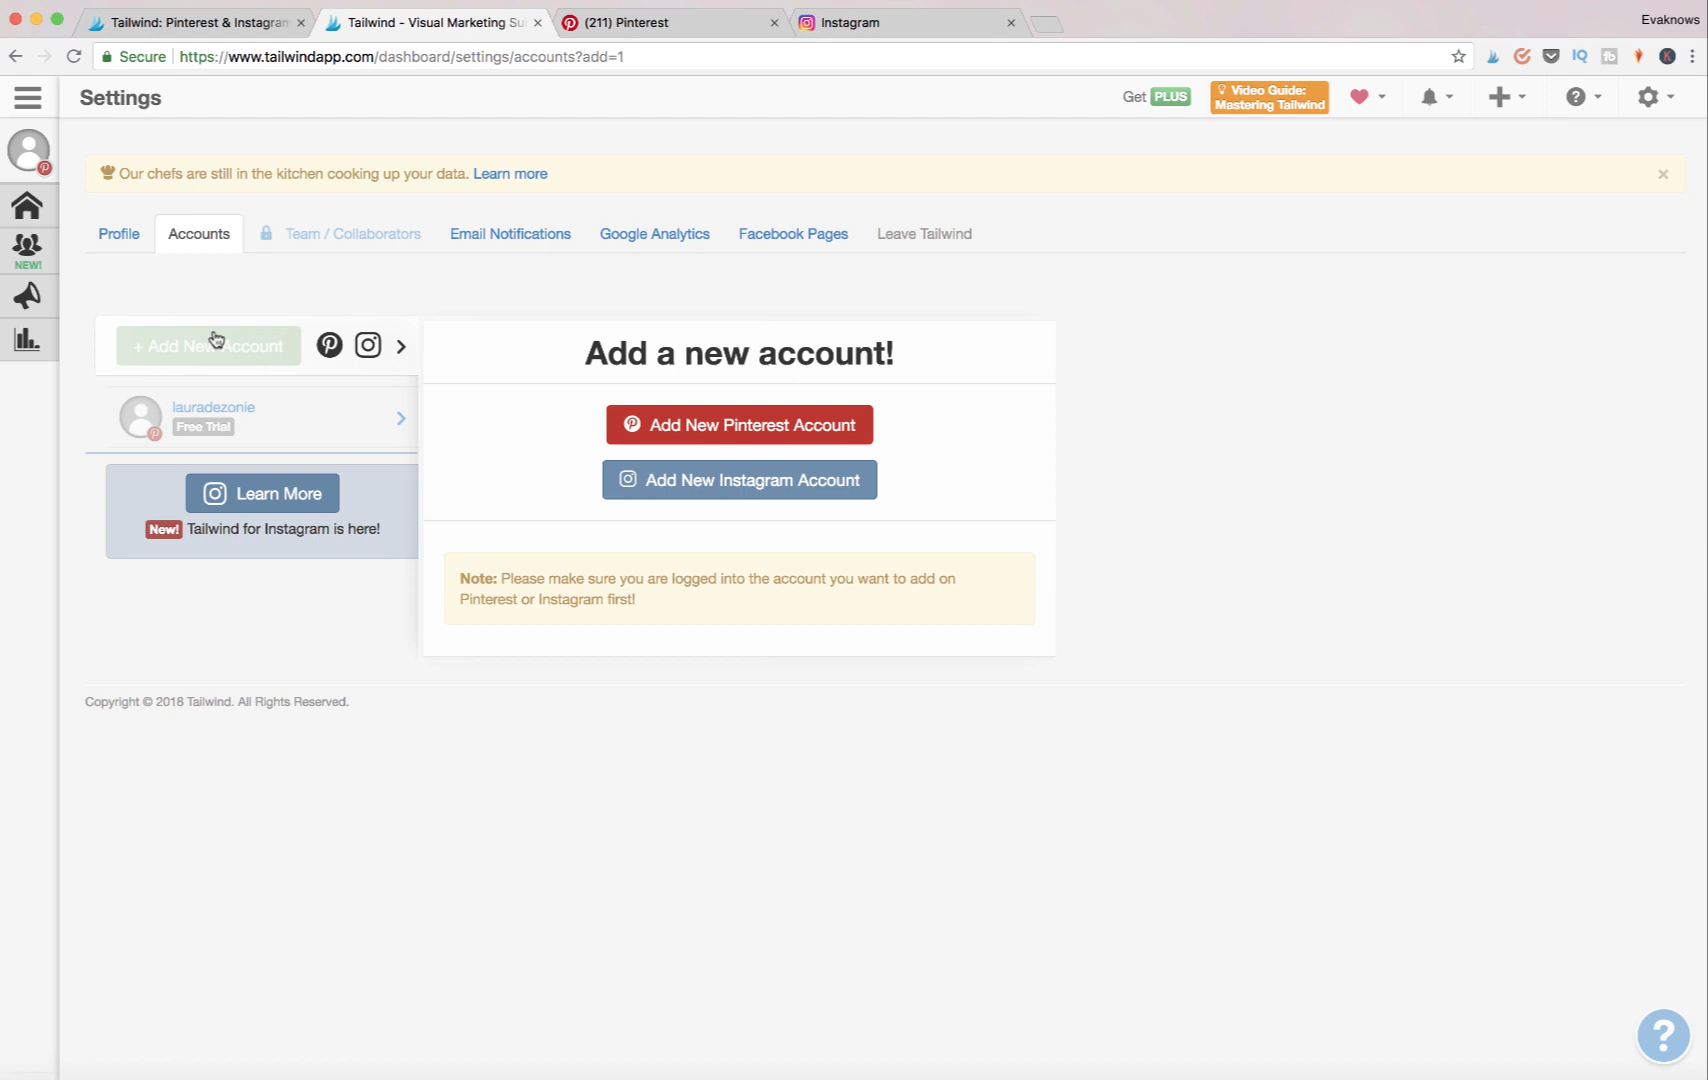 Tailwind: Pinterest & Instagram
Tailwind - Visual Marketing Su
(211) Pinterest
Instagram
Evaknows
Secure
https://www.tailwindapp.com/dashboard/settings/accounts?add=1
IQ
tb
K
Settings
Get PLUS
Video Guide:
Mastering Tailwind
Our chefs are still in the kitchen cooking up your data. Learn more
Profile
Accounts
Team / Collaborators
Email Notifications
Google Analytics
Facebook Pages
Leave Tailwind
NEW!
+ Add New Account
Add a new account!
lauradezonie
Free Trial
Add New Pinterest Account
Add New Instagram Account
Learn More
New! Tailwind for Instagram is here!
Note: Please make sure you are logged into the account you want to add on
Pinterest or Instagram first!
Copyright © 2018 Tailwind. All Rights Reserved.
?